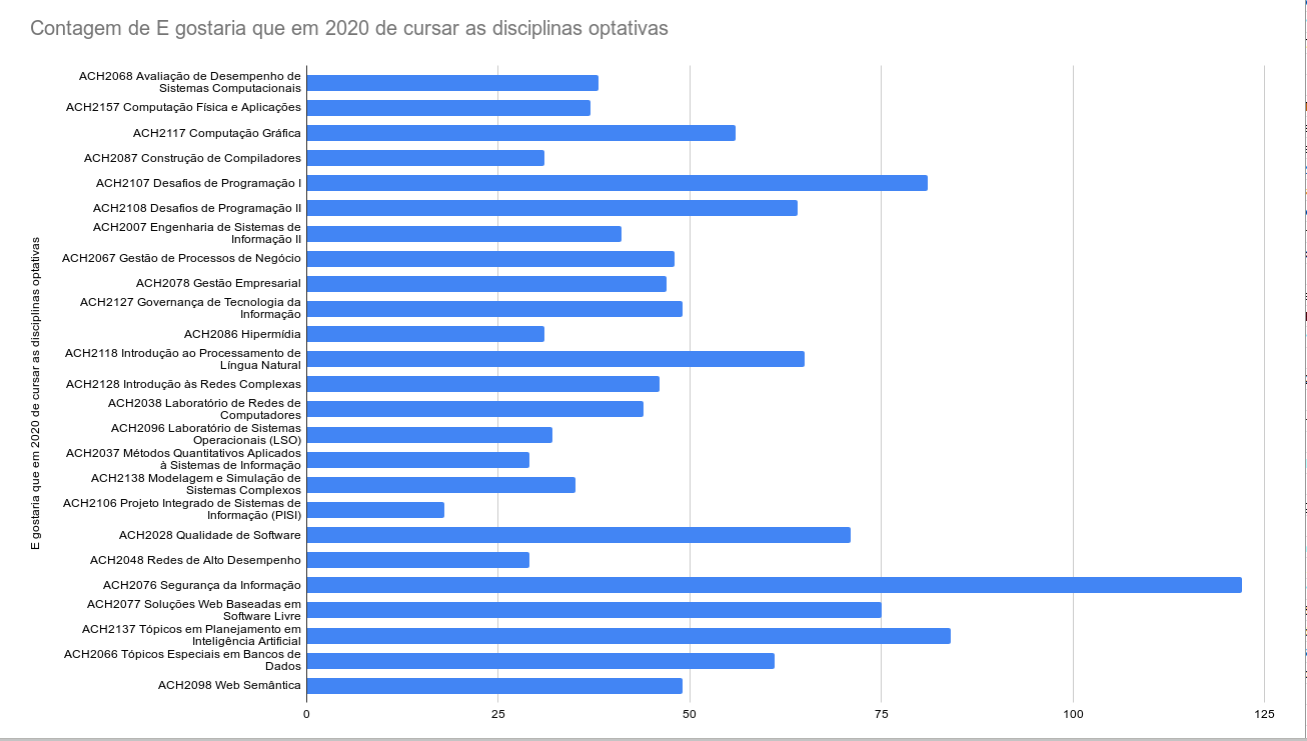 Contagem de E gostaria que em 2020 de cursar as disciplinas optativas
E gostaria que em 2020 de cursar as disciplinas optativas
ACH2068 Avaliação de Desempenho de
Sistemas Computacionais
ACH2157 Computação Física e Aplicações
ACH2117 Computação Gráfica
ACH2087 Construção de Compiladores
ACH2107 Desafios de Programação I
ACH2108 Desafios de Programação II
ACH2007 Engenharia de Sistemas de
Informação II
ACH2067 Gestão de Processos de Negócio
ACH2078 Gestão Empresarial
ACH2127 Governança de Tecnologia da
Informação
ACH2086 Hipermídia
ACH2118 Introdução ao Processamento de
Língua Natural
ACH2128 Introdução às Redes Complexas
ACH2038 Laboratório de Redes de
Computadores
ACH2096 Laboratório de Sistemas
Operacionais (LSO)
ACH2037 Métodos Quantitativos Aplicados
à Sistemas de Informação
ACH2138 Modelagem e Simulação de
Sistemas Complexos
ACH2106 Projeto Integrado de Sistemas de
Informação (PISI)
ACH2028 Qualidade de Software
ACH2048 Redes de Alto Desempenho
ACH2076 Segurança da Informação
ACH2077 Soluções Web Baseadas em
Software Livre
ACH2137 Tópicos em Planejamento em
Inteligência Artificial
ACH2066 Tópicos Especiais em Bancos de
Dados
ACH2098 Web Semântica
0 25 50 75 100 125